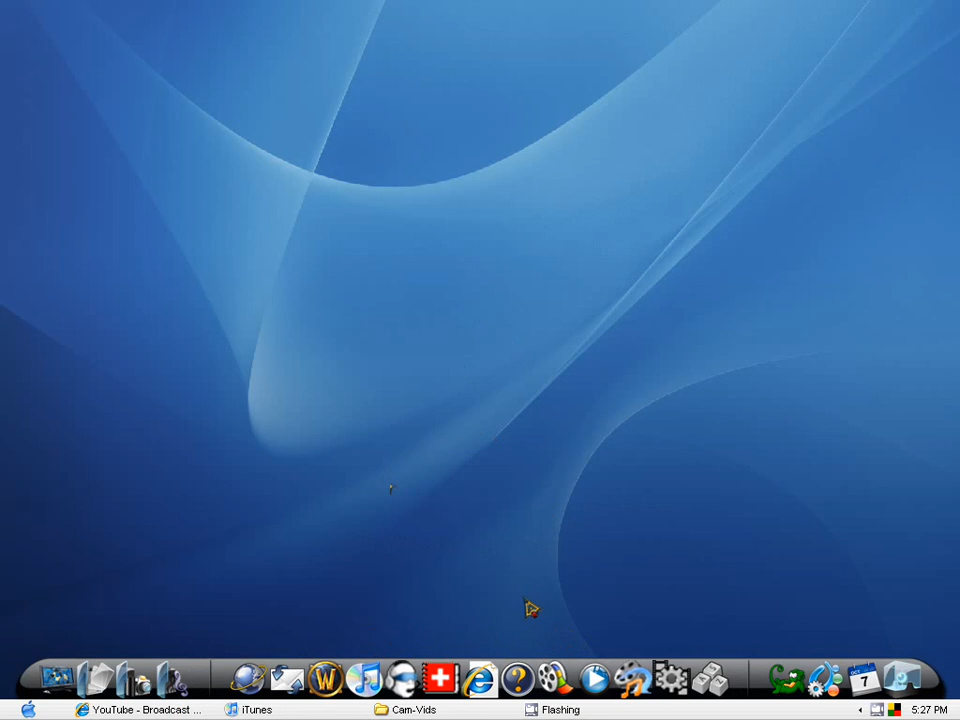 W
?
7
YouTube - Broadcast ...
iTunes
Cam-Vids
Flashing
5:27 PM